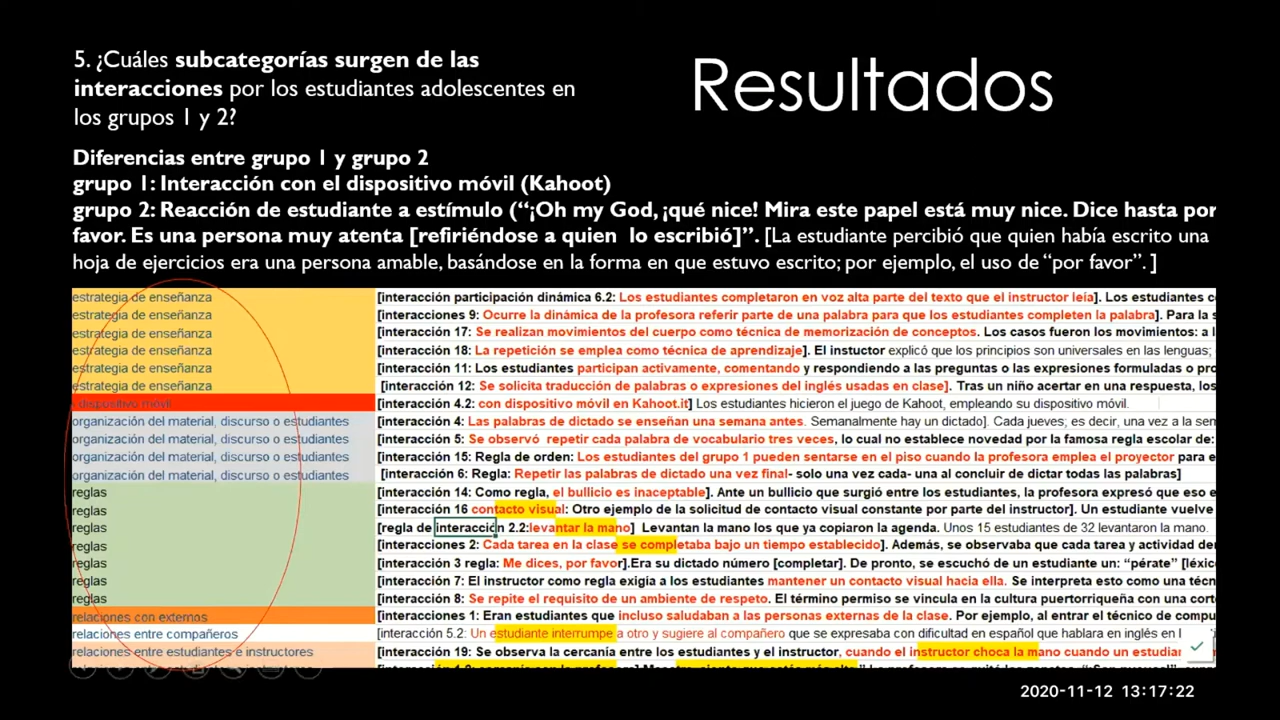 5. ¿Cuáles subcategorías surgen de las
interacciones por los estudiantes adolescentes en
los grupos 1 y 2?
Resultados
Diferencias entre grupo 1 y grupo 2
grupo 1: Interacción con el dispositivo móvil (Kahoot)
grupo 2: Reacción de estudiante a estímulo (“¡Oh my God, ¡qué nice! Mira este papel está muy nice. Dice hasta por
favor. Es una persona muy atenta [refiriéndose a quien lo escribió]”. [La estudiante percibió que quien había escrito una
hoja de ejercicios era una persona amable, basándose en la forma en que estuvo escrito; por ejemplo, el uso de “por favor”. ]
estrategia de enseñanza [interacción participación dinámica 6.2: Los estudiantes completaron en voz alta parte del texto que el instructor leía]. Los estudiantes c
estrategia de enseñanza [interacciones 9: Ocurre la dinámica de la profesora referir parte de una palabra para que los estudiantes completen la palabra]. Para la s
estrategia de enseñanza [interacción 17: Se realizan movimientos del cuerpo como técnica de memorización de conceptos. Los casos fueron los movimientos: a l
estrategia de enseñanza [interacción 18: La repetición se emplea como técnica de aprendizaje]. El instuctor explicó que los principios son universales en las lenguas;
estrategia de enseñanza [interacción 11: Los estudiantes participan activamente, comentando y respondiendo a las preguntas o las expresiones formuladas o pro
estrategia de enseñanza [interacción 12: Se solicita traducción de palabras o expresiones del inglés usadas en clase]. Tras un niño acertar en una respuesta, los
dispositivo móvil [interacción 4.2: con dispositivo móvil en Kahoot.it] Los estudiantes hicieron el juego de Kahoot, empleando su dispositivo móvil.
organización del material, discurso o estudiantes [interacción 4: Las palabras de dictado se enseñan una semana antes. Semanalmente hay un dictado]. Cada jueves; es decir, una vez a la sem
organización del material, discurso o estudiantes [interacción 5: Se observó repetir cada palabra de vocabulario tres veces, lo cual no establece novedad por la famosa regla escolar de:
organización del material, discurso o estudiantes [interacción 15: Regla de orden: Los estudiantes del grupo 1 pueden sentarse en el piso cuando la profesora emplea el proyector para e
organización del material, discurso o estudiantes [interacción 6: Regla: Repetir las palabras de dictado una vez final- solo una vez cada- una al concluir de dictar todas las palabras]
reglas [interacción 14: Como regla, el bullicio es inaceptable]. Ante un bullicio que surgió entre los estudiantes, la profesora expresó que eso e
reglas [interacción 16 contacto visual: Otro ejemplo de la solicitud de contacto visual constante por parte del instructor]. Un estudiante vuelve
reglas [regla de interacción 2.2:levantar la mano] Levantan la mano los que ya copiaron la agenda. Unos 15 estudiantes de 32 levantaron la mano.
reglas [interacciones 2: Cada tarea en la clase se completaba bajo un tiempo establecido]. Además, se observaba que cada tarea y actividad der
reglas [interacción 3 regla: Me dices, por favor].Era su dictado número [completar]. De pronto, se escuchó de un estudiante un: “pérate” [léxic
reglas [interacción 7: El instructor como regla exigía a los estudiantes mantener un contacto visual hacia ella. Se interpreta esto como una técn
reglas [interacción 8: Se repite el requisito de un ambiente de respeto. El término permiso se vincula en la cultura puertorriqueña con una corte
relaciones con externos [interacciones 1: Eran estudiantes que incluso saludaban a las personas externas de la clase. Por ejemplo, al entrar el técnico de compu
relaciones entre compañeros [interacción 5.2: Un estudiante interrumpe a otro y sugiere al compañero que se expresaba con dificultad en español que hablara en inglés en l
relaciones entre estudiantes e instructores [interacción 19: Se observa la cercanía entre los estudiantes y el instructor, cuando el instructor choca la mano cuando un estudian
2020-11-12 13:17:22